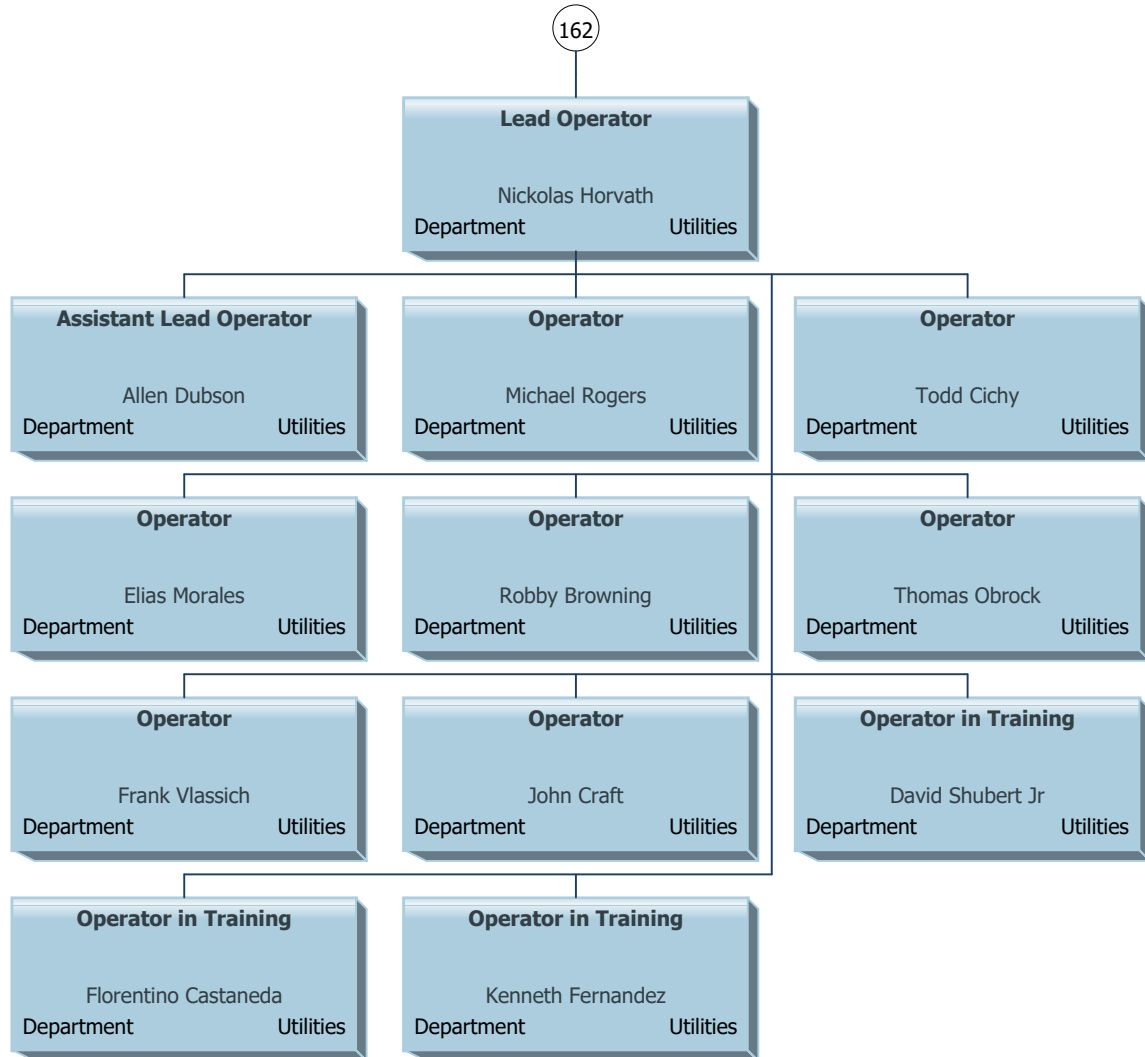 162
Lead Operator
Nickolas Horvath
Department Utilities
Assistant Lead Operator
Allen Dubson
Department Utilities
Operator
Michael Rogers
Department Utilities
Operator
Todd Cichy
Department Utilities
Operator
Elias Morales
Department Utilities
Operator
Robby Browning
Department Utilities
Operator
Thomas Obrock
Department Utilities
Operator
Frank Vlassich
Department Utilities
Operator
John Craft
Department Utilities
Operator in Training
David Shubert Jr
Department Utilities
Operator in Training
Florentino Castaneda
Department Utilities
Operator in Training
Kenneth Fernandez
Department Utilities